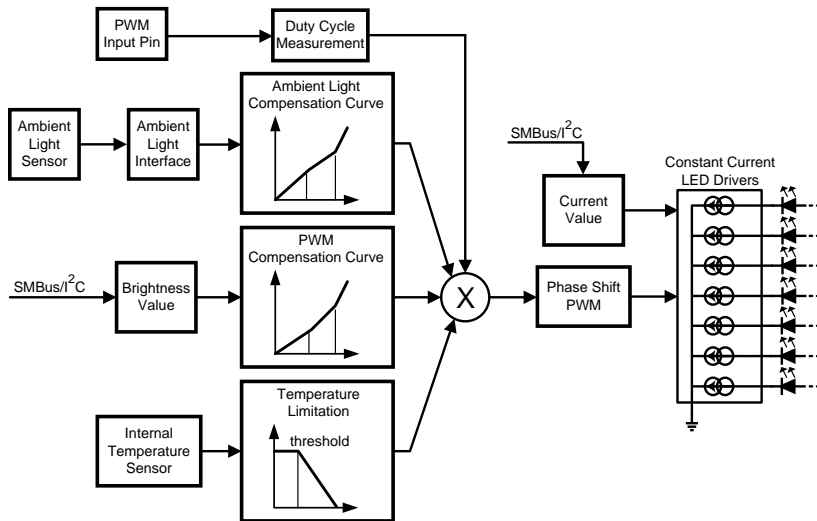 PWM
Input Pin
Duty Cycle
Measurement
Ambient
Light
Sensor
Ambient
Light
Interface
Ambient Light
Compensation Curve
SMBus/I²C
Brightness
Value
PWM
Compensation Curve
Internal
Temperature
Sensor
Temperature
Limitation
threshold
X
Phase Shift
PWM
SMBus/I²C
Current
Value
Constant Current
LED Drivers